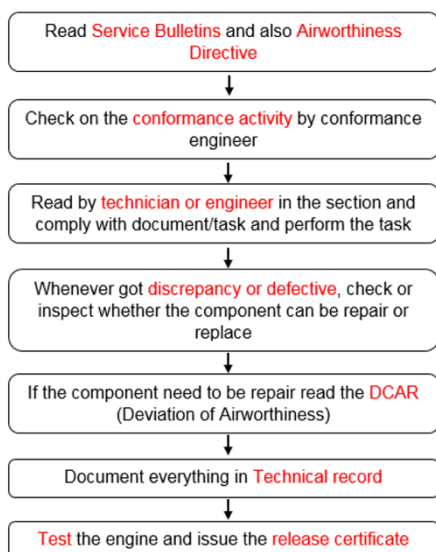 Read Service Bulletins and also Airworthiness
Directive
Check on the conformance activity by conformance
engineer
Read by technician or engineer in the section and
comply with document/task and perform the task
Whenever got discrepancy or defective, check or
inspect whether the component can be repair or
replace
If the component need to be repair read the DCAR
(Deviation of Airworthiness)
Document everything in Technical record
Test the engine and issue the release certificate